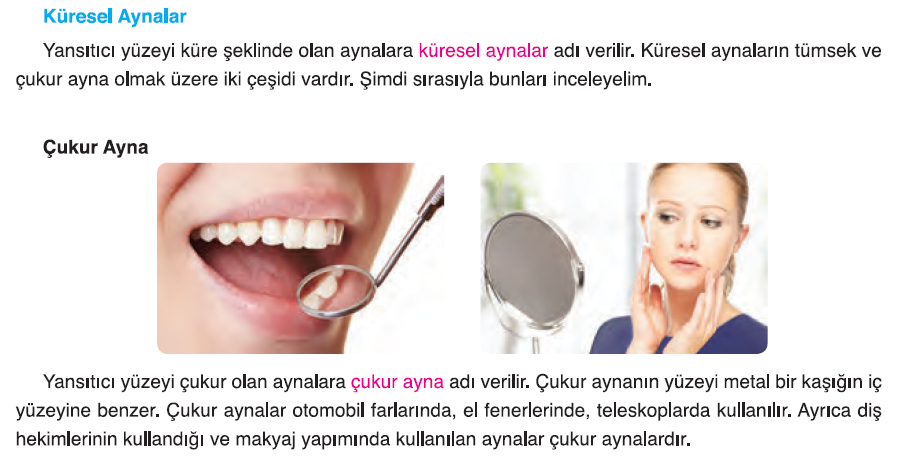 Küresel Aynalar
Yansıtıcı yüzeyi küre şeklinde olan aynalara küresel aynalar adı verilir. Küresel aynaların tümsek ve
çukur ayna olmak üzere iki çeşidi vardır. Şimdi sırasıyla bunları inceleyelim.
Çukur Ayna
Yansıtıcı yüzeyi çukur olan aynalara çukur ayna adı verilir. Çukur aynanın yüzeyi metal bir kaşığın iç
yüzeyine benzer. Çukur aynalar otomobil farlarında, el fenerlerinde, teleskoplarda kullanılır. Ayrıca diş
hekimlerinin kullandığı ve makyaj yapımında kullanılan aynalar çukur aynalardır.